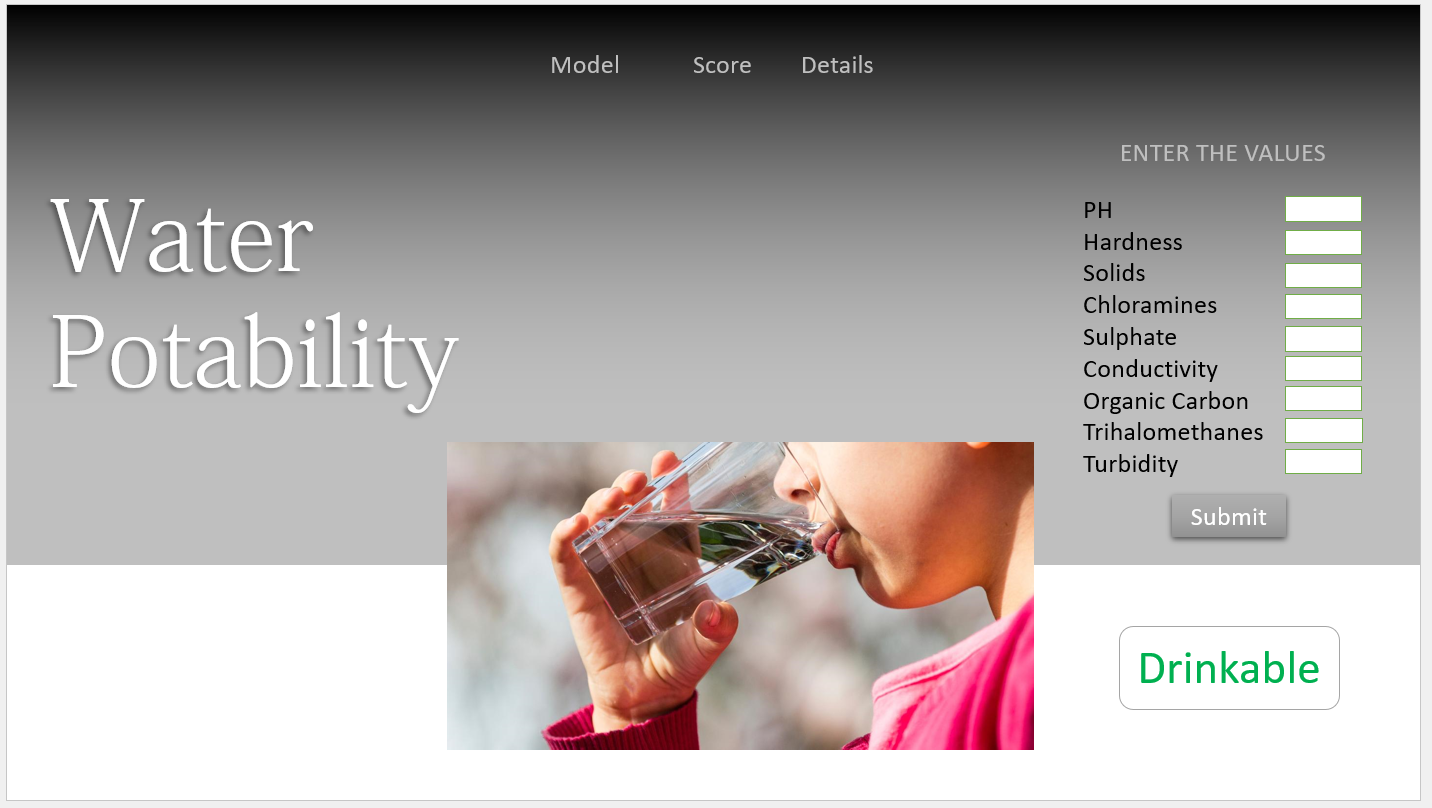 Model Score Details
Water
Potability
ENTER THE VALUES
PH
Hardness
Solids
Chloramines
Sulphate
Conductivity
Organic Carbon
Trihalomethanes
Turbidity
Submit
Drinkable